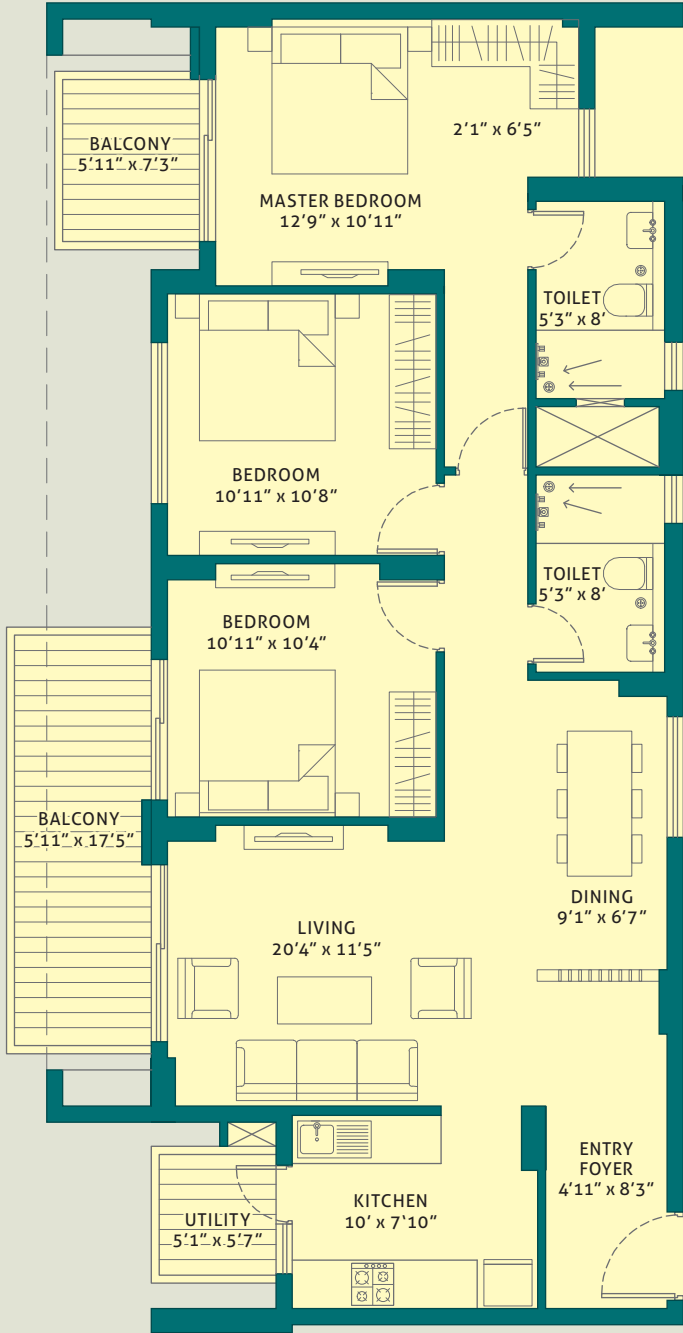 2'1" x 6'5"
BALCONY
5'11" x 7'3"
MASTER BEDROOM
12'9" x 10'11"
TOILET
5'3" x 8'
BEDROOM
10'11" x 10'8"
TOILET
5'3" x 8'
BEDROOM
10'11" x 10'4"
BALCONY
5'11" x 17'5"
DINING
9'1" x 6'7"
LIVING
20'4" x 11'5"
ENTRY
FOYER
4'11" x 8'3"
KITCHEN
10' x 7'10"
UTILITY
5'1" x 5'7"